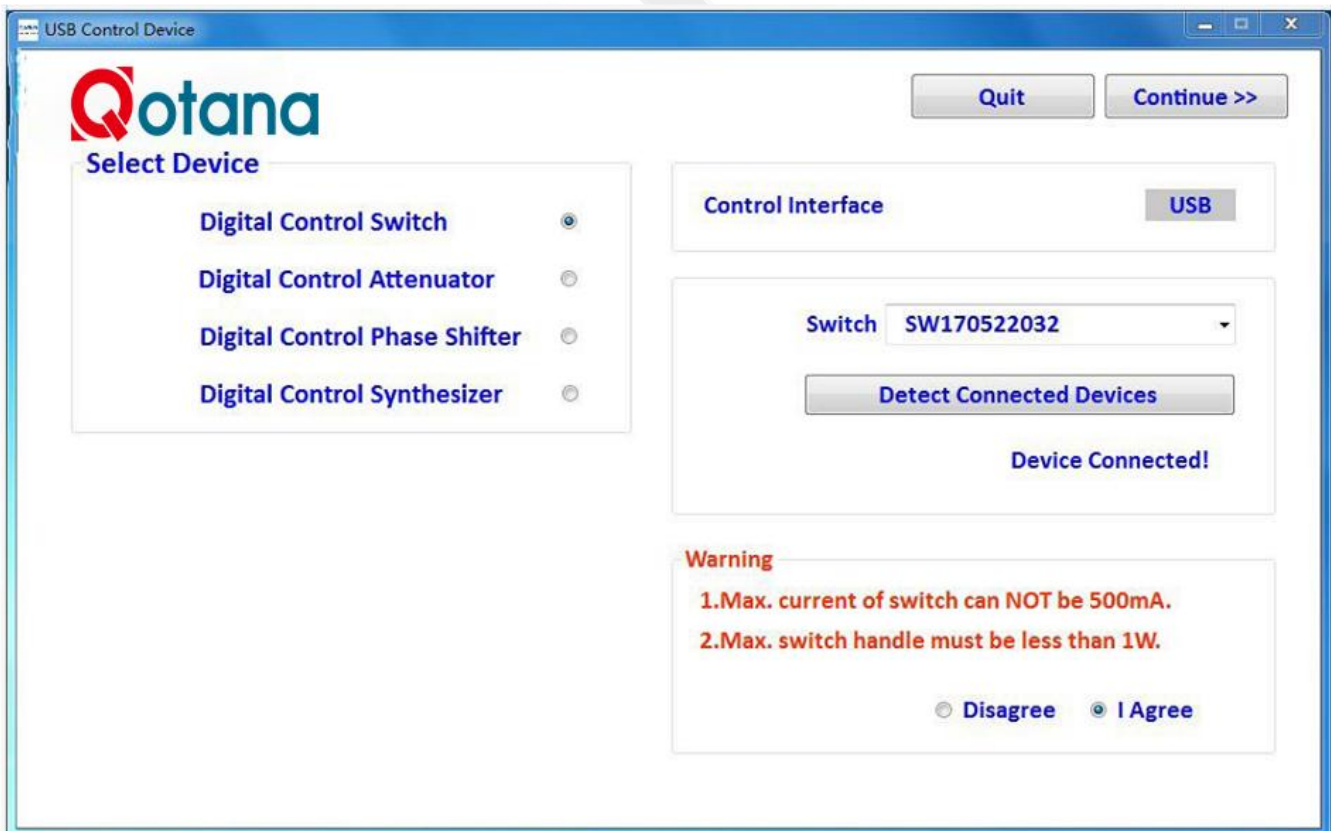 USB Control Device
Qotana
Quit
Continue >>
Select Device
Digital Control Switch
Digital Control Attenuator
Digital Control Phase Shifter
Digital Control Synthesizer
Control Interface USB
Switch SW170522032
Detect Connected Devices
Device Connected!
Warning
1.Max. current of switch can NOT be 500mA.
2.Max. switch handle must be less than 1W.
Disagree I Agree